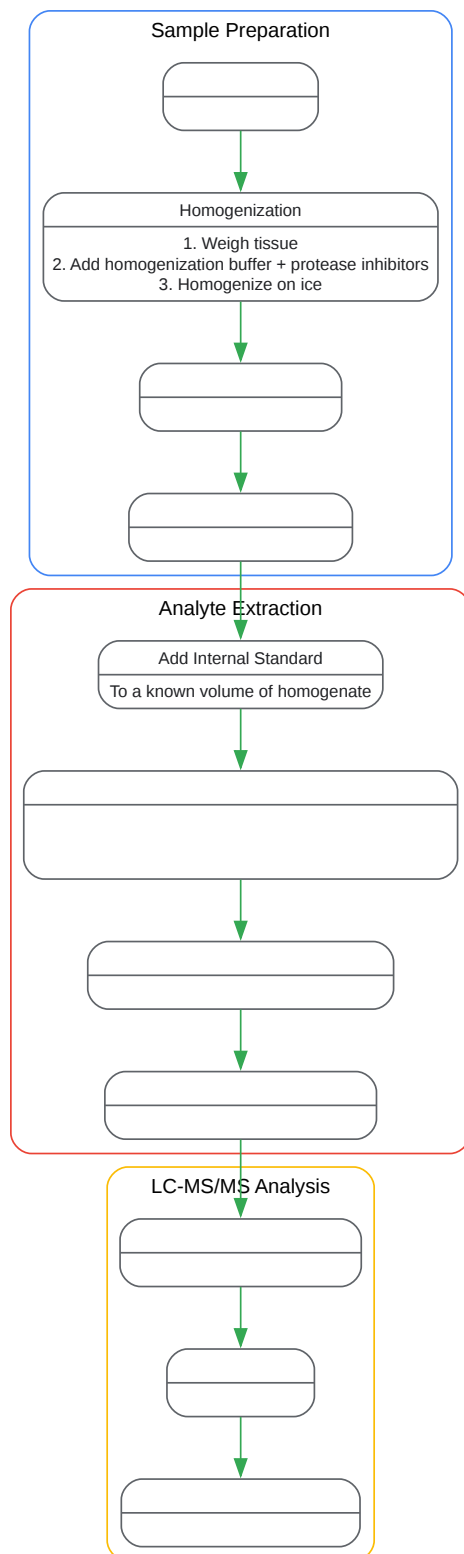 Sample Preparation
Homogenization
1. Weigh tissue
2. Add homogenization buffer + protease inhibitors
3. Homogenize on ice
Analyte Extraction
Add Internal Standard
To a known volume of homogenate
LC-MS/MS Analysis